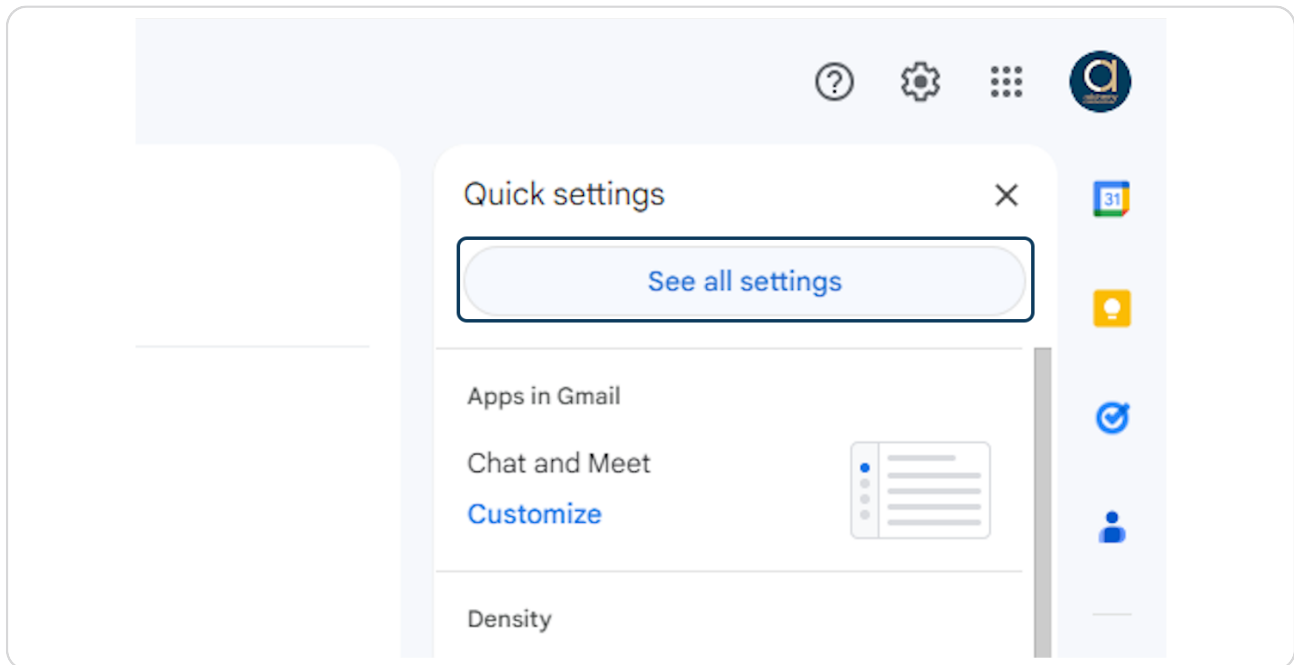 Quick settings
See all settings
31
Apps in Gmail
Chat and Meet
Customize
Density